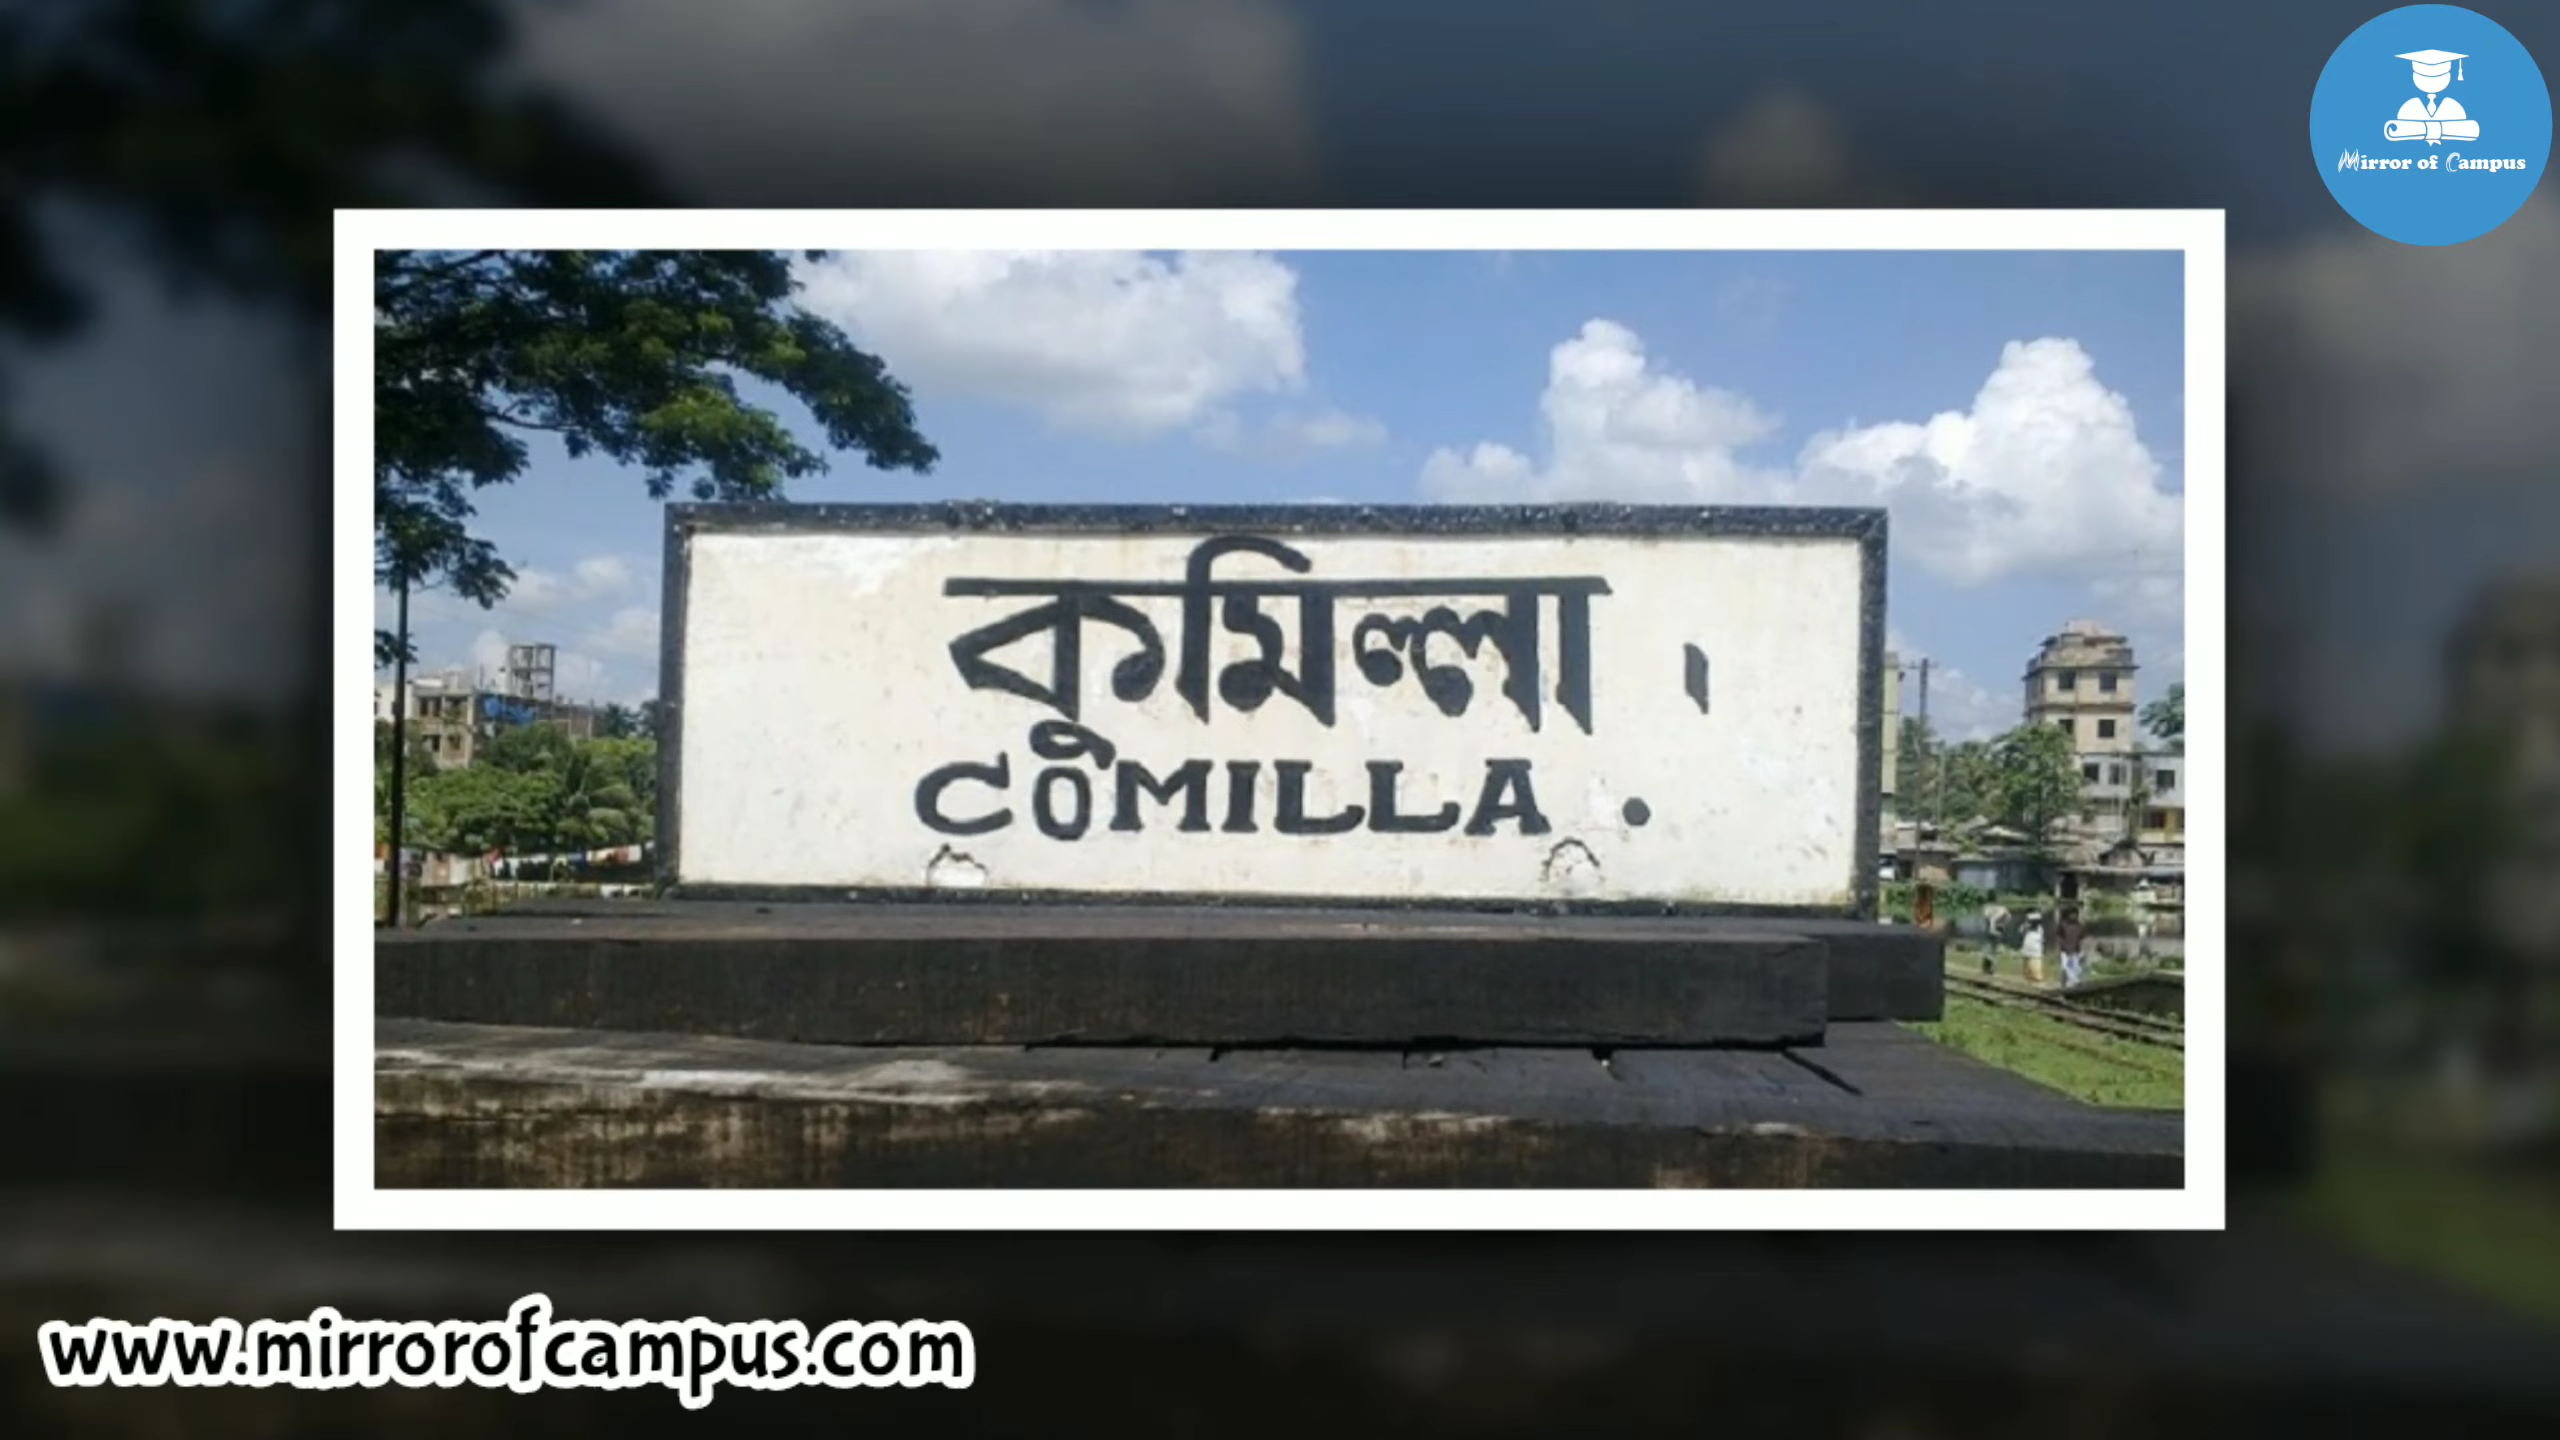 Mirror of Campus
কুমিল্লা ।
COMILLA .
www.mirrorofcampus.com